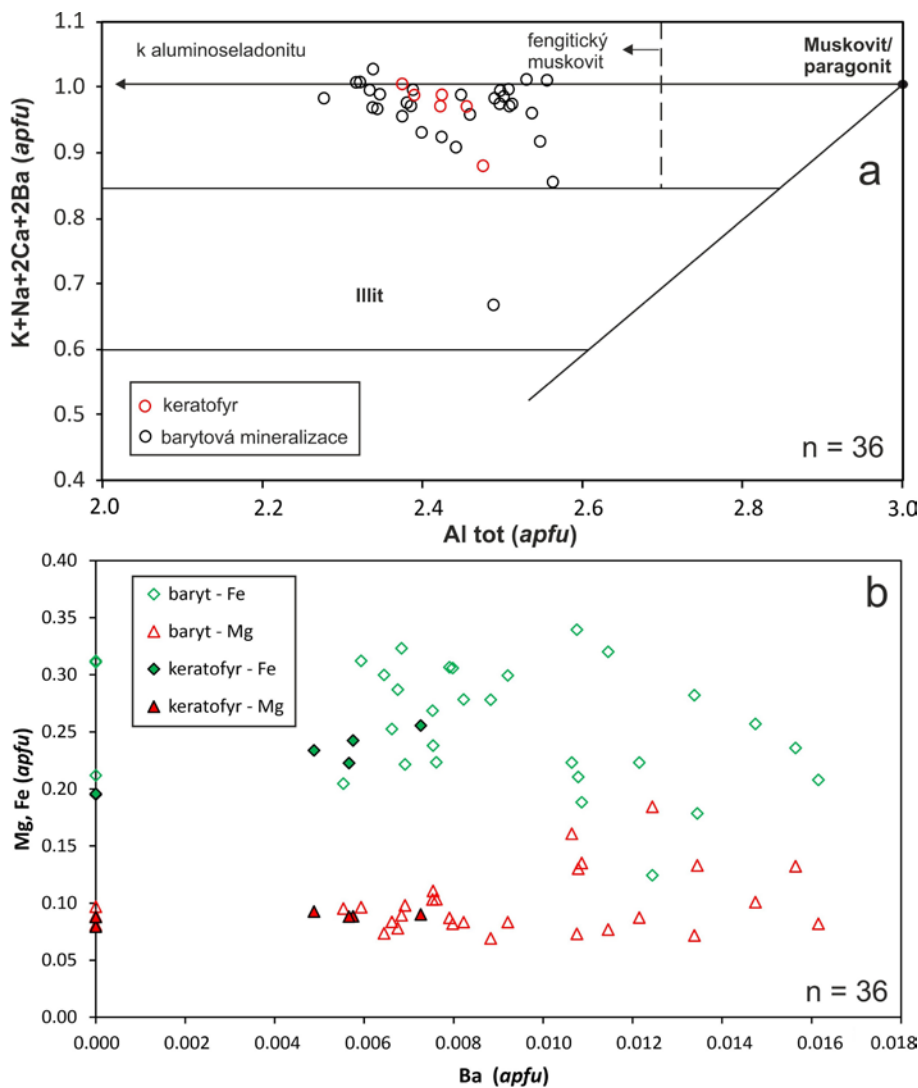 1.1
1.0
0.9
0.8
0.7
0.6
0.5
0.4
K+Na+2Ca+2Ba (apfu)
k aluminoseladonitu
fengitický
muskovit
Muskovit/
paragonit
a
Illit
keratofyr
barytová mineralizace
n = 36
2.0 2.2 2.4 2.6 2.8 3.0
Al tot (apfu)
0.40
0.35
0.30
0.25
0.20
0.15
0.10
0.05
0.00
Mg, Fe (apfu)
b
baryt - Fe
baryt - Mg
keratofyr - Fe
keratofyr - Mg
n = 36
0.000 0.002 0.004 0.006 0.008 0.010 0.012 0.014 0.016 0.018
Ba (apfu)